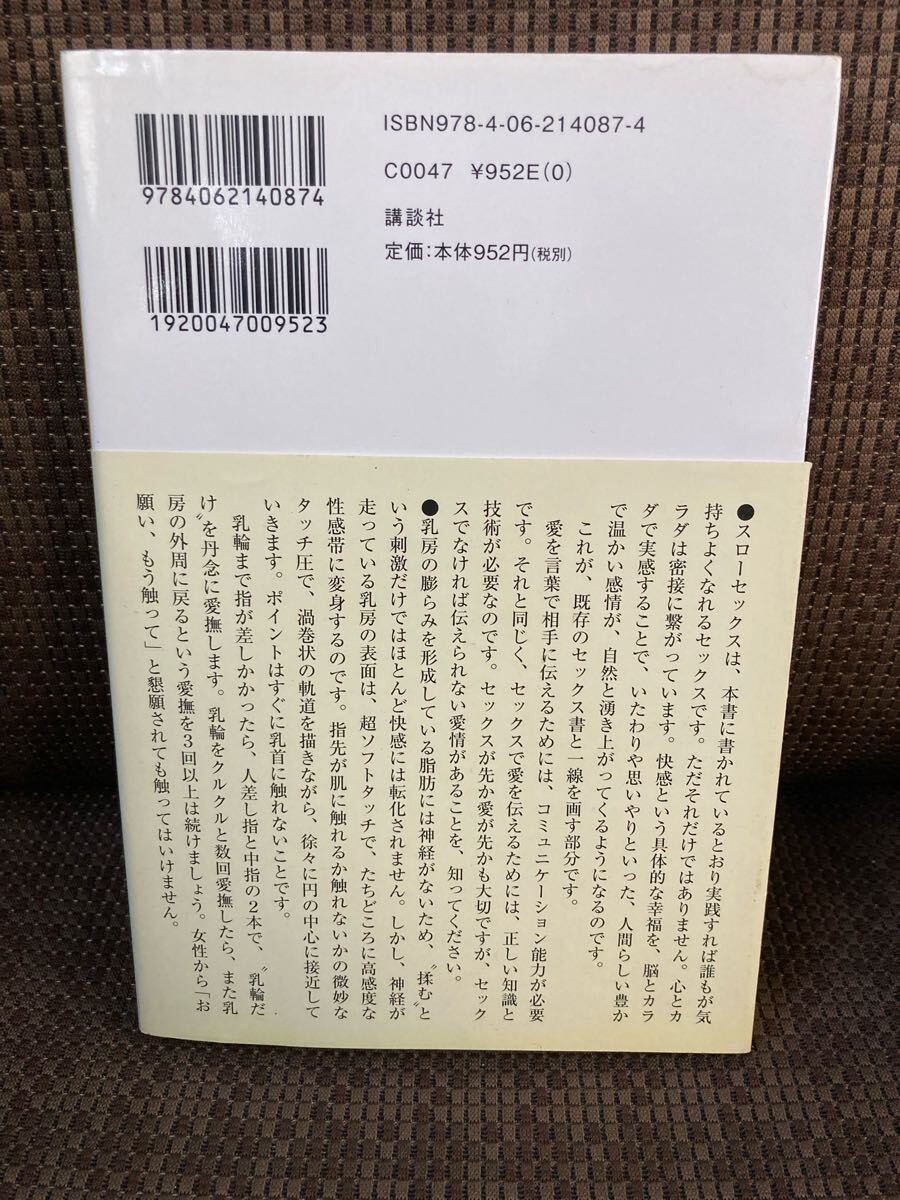 ISBN978-4-06-214087-4
C0047 ¥952E(0)
講談社
定価:本体952円(税別)
9784062140874
1920047009523
●スローセックスは、本書に書かれているとおり実践すれば誰もが気
持ちよくなれるセックスです。ただそれだけではありません。心とカ
ラダは密接に繋がっています。快感という具体的な幸福を、脳とカラ
ダで実感することで、いたわりや思いやりといった、人間らしい豊か
で温かい感情が、自然と湧き上がってくるようになるのです。
これが、既存のセックス書と一線を画す部分です。
愛を言葉で相手に伝えるためには、コミュニケーション能力が必要
です。それと同じく、セックスで愛を伝えるためには、正しい知識と
技術が必要なのです。セックスが先か愛が先かも大切ですが、セック
スでなければ伝えられない愛情があることを、知ってください。
●乳房の膨らみを形成している脂肪には神経がないため、〝揉む〟と
いう刺激だけではほとんど快感には転化されません。しかし、神経が
走っている乳房の表面は、超ソフトタッチで、たちどころに高感度な
性感帯に変身するのです。指先が肌に触れるか触れないかの微妙な
タッチ圧で、渦巻状の軌道を描きながら、徐々に円の中心に接近して
いきます。ポイントはすぐに乳首に触れないことです。
乳輪まで指が差しかかったら、人差し指と中指の2本で、〝乳輪だ
け〟を丹念に愛撫します。乳輪をクルクルと数回愛撫したら、また乳
房の外周に戻るという愛撫を3回以上は続けましょう。女性から「お
願い、もう触って」と懇願されても触ってはいけません。